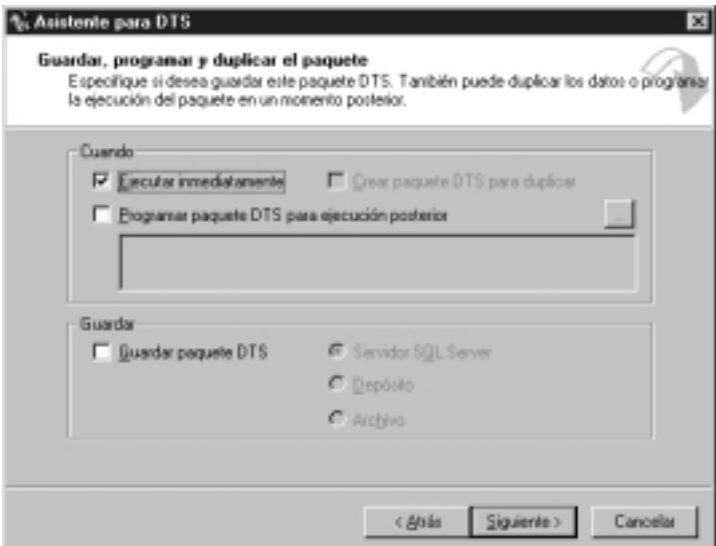 Asistente para DTS
Guardar, programar y duplicar el paquete
Especifique si desea guardar este paquete DTS. También puede duplicar los datos o programar
la ejecución del paquete en un momento posterior.
Cuando
Ejecutar inmediatamente
Crear paquete DTS para duplicar
Programar paquete DTS para ejecución posterior
...
Guardar
Guardar paquete DTS
Servidor SQL Server
Depósito
Archivo
< Atrás
Siguiente >
Cancelar